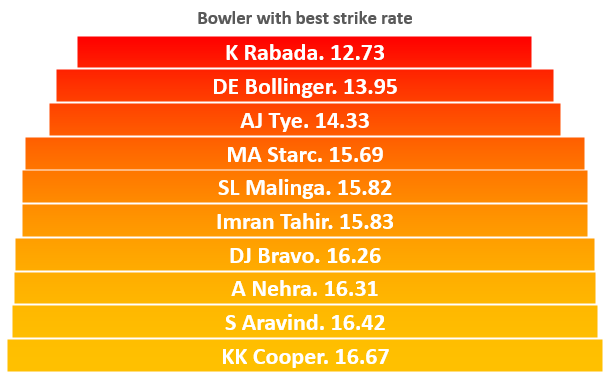 Bowler with best strike rate
K Rabada. 12.73
DE Bollinger. 13.95
AJ Tye. 14.33
MA Starc. 15.69
SL Malinga. 15.82
Imran Tahir. 15.83
DJ Bravo. 16.26
A Nehra. 16.31
S Aravind. 16.42
KK Cooper. 16.67